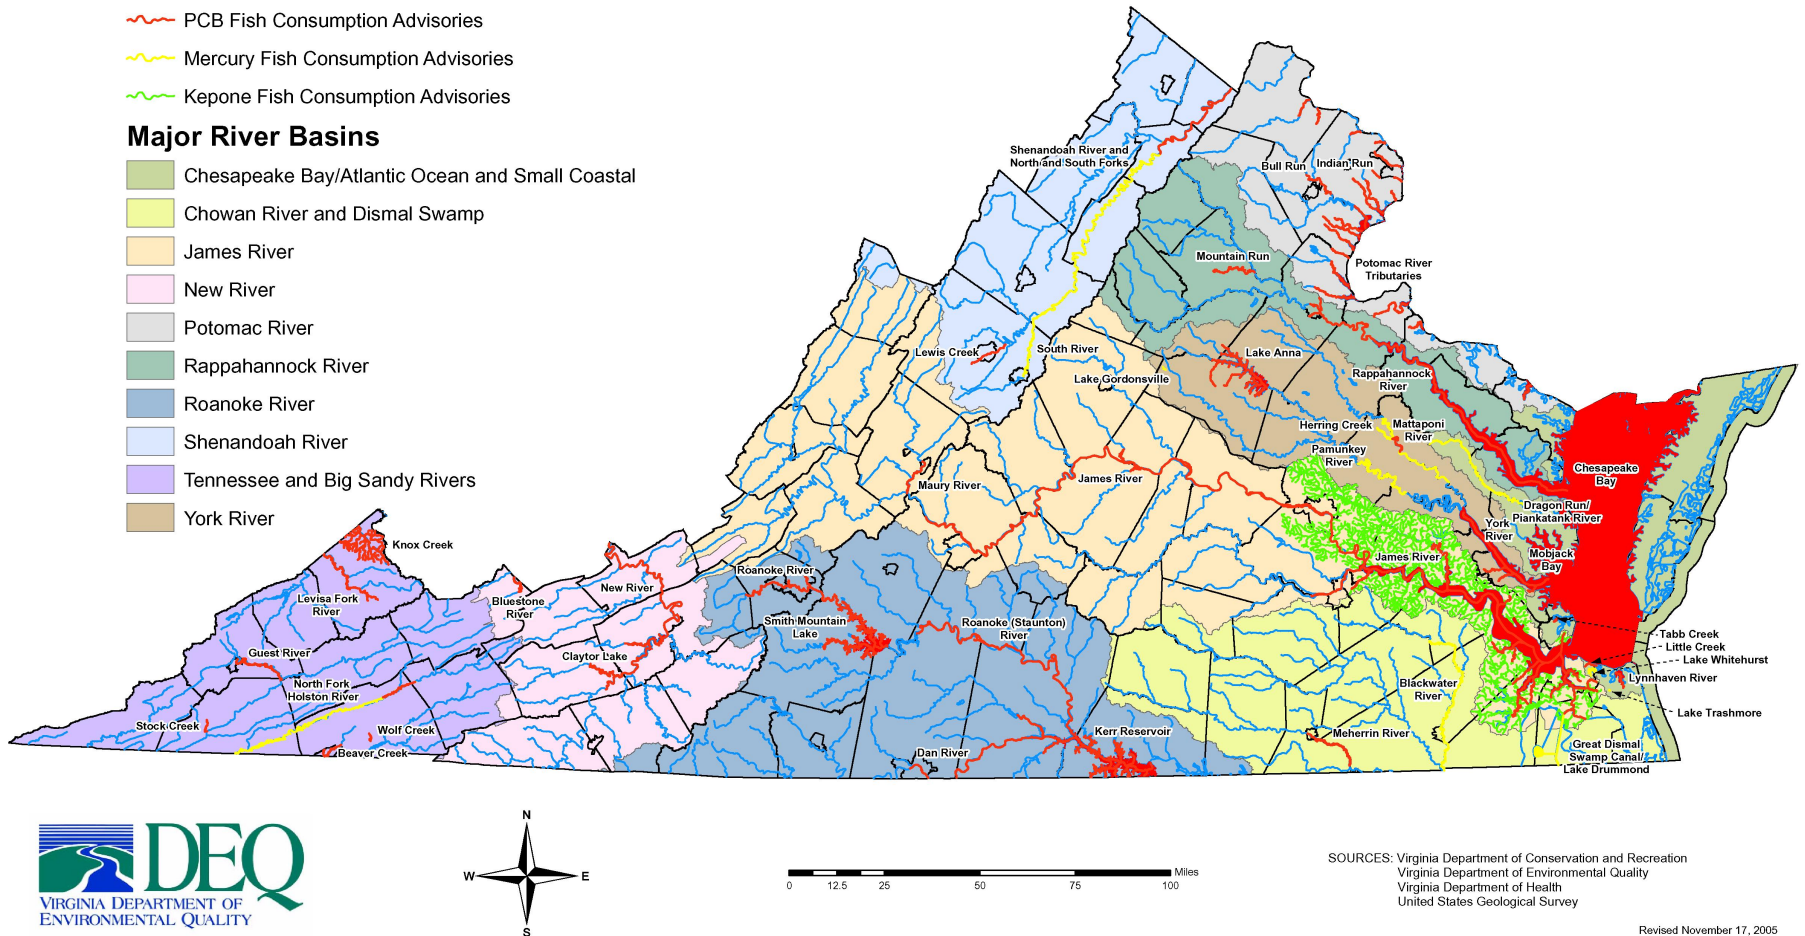 PCB Fish Consumption Advisories
Mercury Fish Consumption Advisories
Kepone Fish Consumption Advisories
Major River Basins
Chesapeake Bay/Atlantic Ocean and Small Coastal
Chowan River and Dismal Swamp
James River
New River
Potomac River
Rappahannock River
Roanoke River
Shenandoah River
Tennessee and Big Sandy Rivers
York River
Shenandoah River and
North and South Forks
Bull Run
Indian Run
Mountain Run
Potomac River
Tributaries
Lewis Creek
South River
Lake Gordonsville
Lake Anna
Rappahannock
River
Herring Creek
Mattaponi
River
Pamunkey
River
Chesapeake
Bay
Maury River
James River
Dragon Run/
Piankatank River
York
River
Mobjack
Bay
James River
Knox Creek
Levisa Fork
River
Bluestone
River
New River
Roanoke River
Smith Mountain
Lake
Roanoke (Staunton)
River
Guest River
Claytor Lake
North Fork
Holston River
Stock Creek
Wolf Creek
Beaver Creek
Dan River
Kerr Reservoir
Meherrin River
Blackwater
River
Tabb Creek
Little Creek
Lake Whitehurst
Lynnhaven River
Lake Trashmore
Great Dismal
Swamp Canal/
Lake Drummond
DEQ
VIRGINIA DEPARTMENT OF
ENVIRONMENTAL QUALITY
N
W
E
S
Miles
0 12.5 25 50 75 100
SOURCES: Virginia Department of Conservation and Recreation
Virginia Department of Environmental Quality
Virginia Department of Health
United States Geological Survey
Revised November 17, 2005